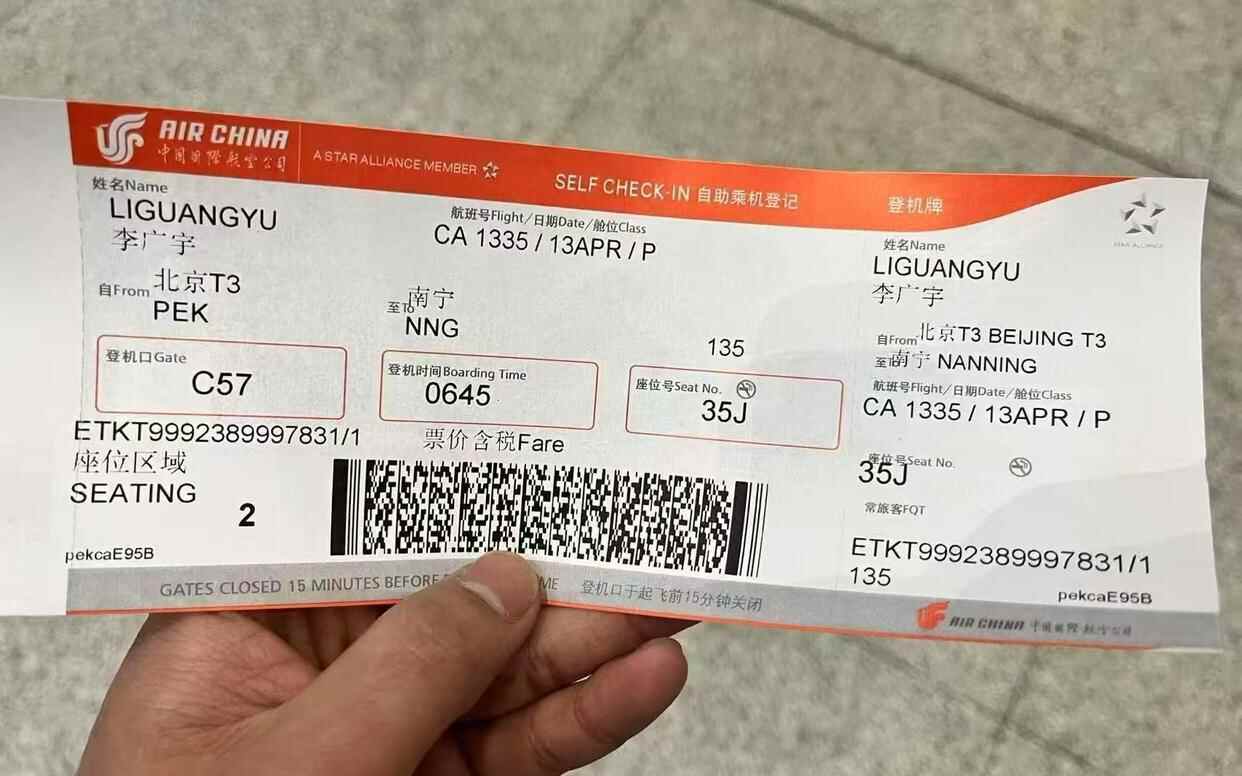 AIR CHINA
中国国际航空公司
A STAR ALLIANCE MEMBER
SELF CHECK-IN 自助乘机登记
登机牌
STAR ALLIANCE
姓名Name
LIGUANGYU
李广宇
航班号Flight/日期Date/舱位Class
CA 1335 / 13APR / P
自From 北京T3
PEK
至To 南宁
NNG
135
登机口Gate
C57
登机时间Boarding Time
0645
座位号Seat No.
35J
ETKT9992389997831/1
票价含税Fare
座位区域
SEATING
2
pekcaE95B
GATES CLOSED 15 MINUTES BEFORE
登机口于起飞前15分钟关闭
姓名Name
LIGUANGYU
李广宇
自From 北京T3 BEIJING T3
至To 南宁 NANNING
航班号Flight/日期Date/舱位Class
CA 1335 / 13APR / P
座位号Seat No.
35J
常旅客FQT
ETKT9992389997831/1
135
pekcaE95B
AIR CHINA 中国国际航空公司